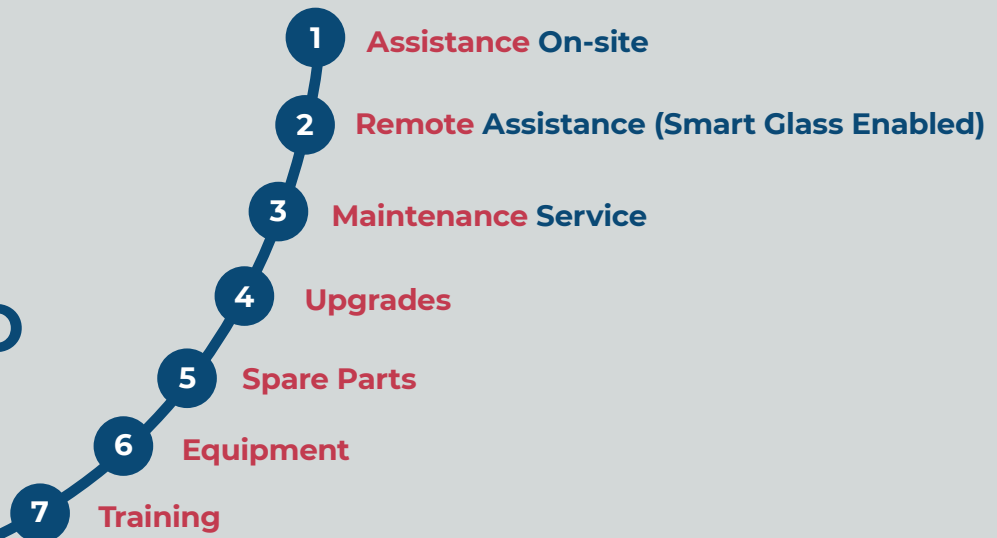 1 Assistance On-site
2 Remote Assistance (Smart Glass Enabled)
3 Maintenance Service
4 Upgrades
5 Spare Parts
6 Equipment
7 Training